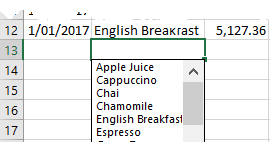 12 1/01/2017 English Breakfast 5,127.36
13
14 Apple Juice
Cappuccino
15 Chai
Chamomile
16 English Breakfast
17 Espresso